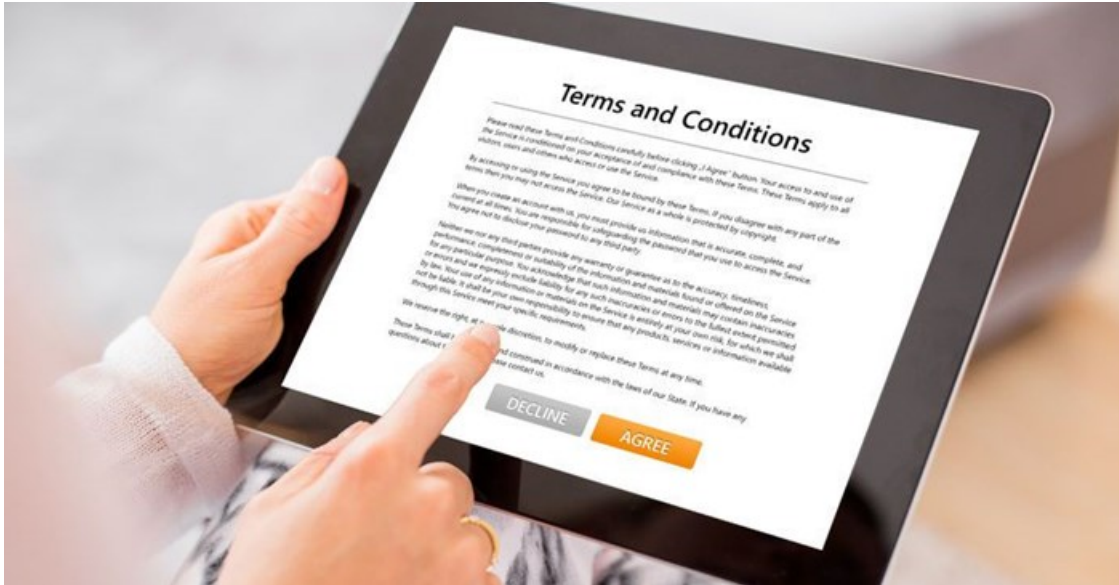 Terms and Conditions
Please read these Terms and Conditions carefully before clicking „I Agree" button. Your access to and use of
the Service is conditioned on your acceptance of and compliance with these Terms. These Terms apply to all
visitors, users and others who access or use the Service.
By accessing or using the Service you agree to be bound by these Terms. If you disagree with any part of the
terms then you may not access the Service. Our Service as a whole is protected by copyright.
When you create an account with us, you must provide us information that is accurate, complete, and
current at all times. You are responsible for safeguarding the password that you use to access the Service.
You agree not to disclose your password to any third party.
Neither we nor any third parties provide any warranty or guarantee as to the accuracy, timeliness,
performance, completeness or suitability of the information and materials found or offered on the Service
for any particular purpose. You acknowledge that such information and materials may contain inaccuracies
or errors and we expressly exclude liability for any such inaccuracies or errors to the fullest extent permitted
by law. Your use of any information or materials on the Service is entirely at your own risk, for which we shall
not be liable. It shall be your own responsibility to ensure that any products, services or information available
through this Service meet your specific requirements.
We reserve the right, at discretion, to modify or replace these Terms at any time.
These Terms shall and construed in accordance with the laws of our State. If you have any
questions about contact us.
DECLINE
AGREE